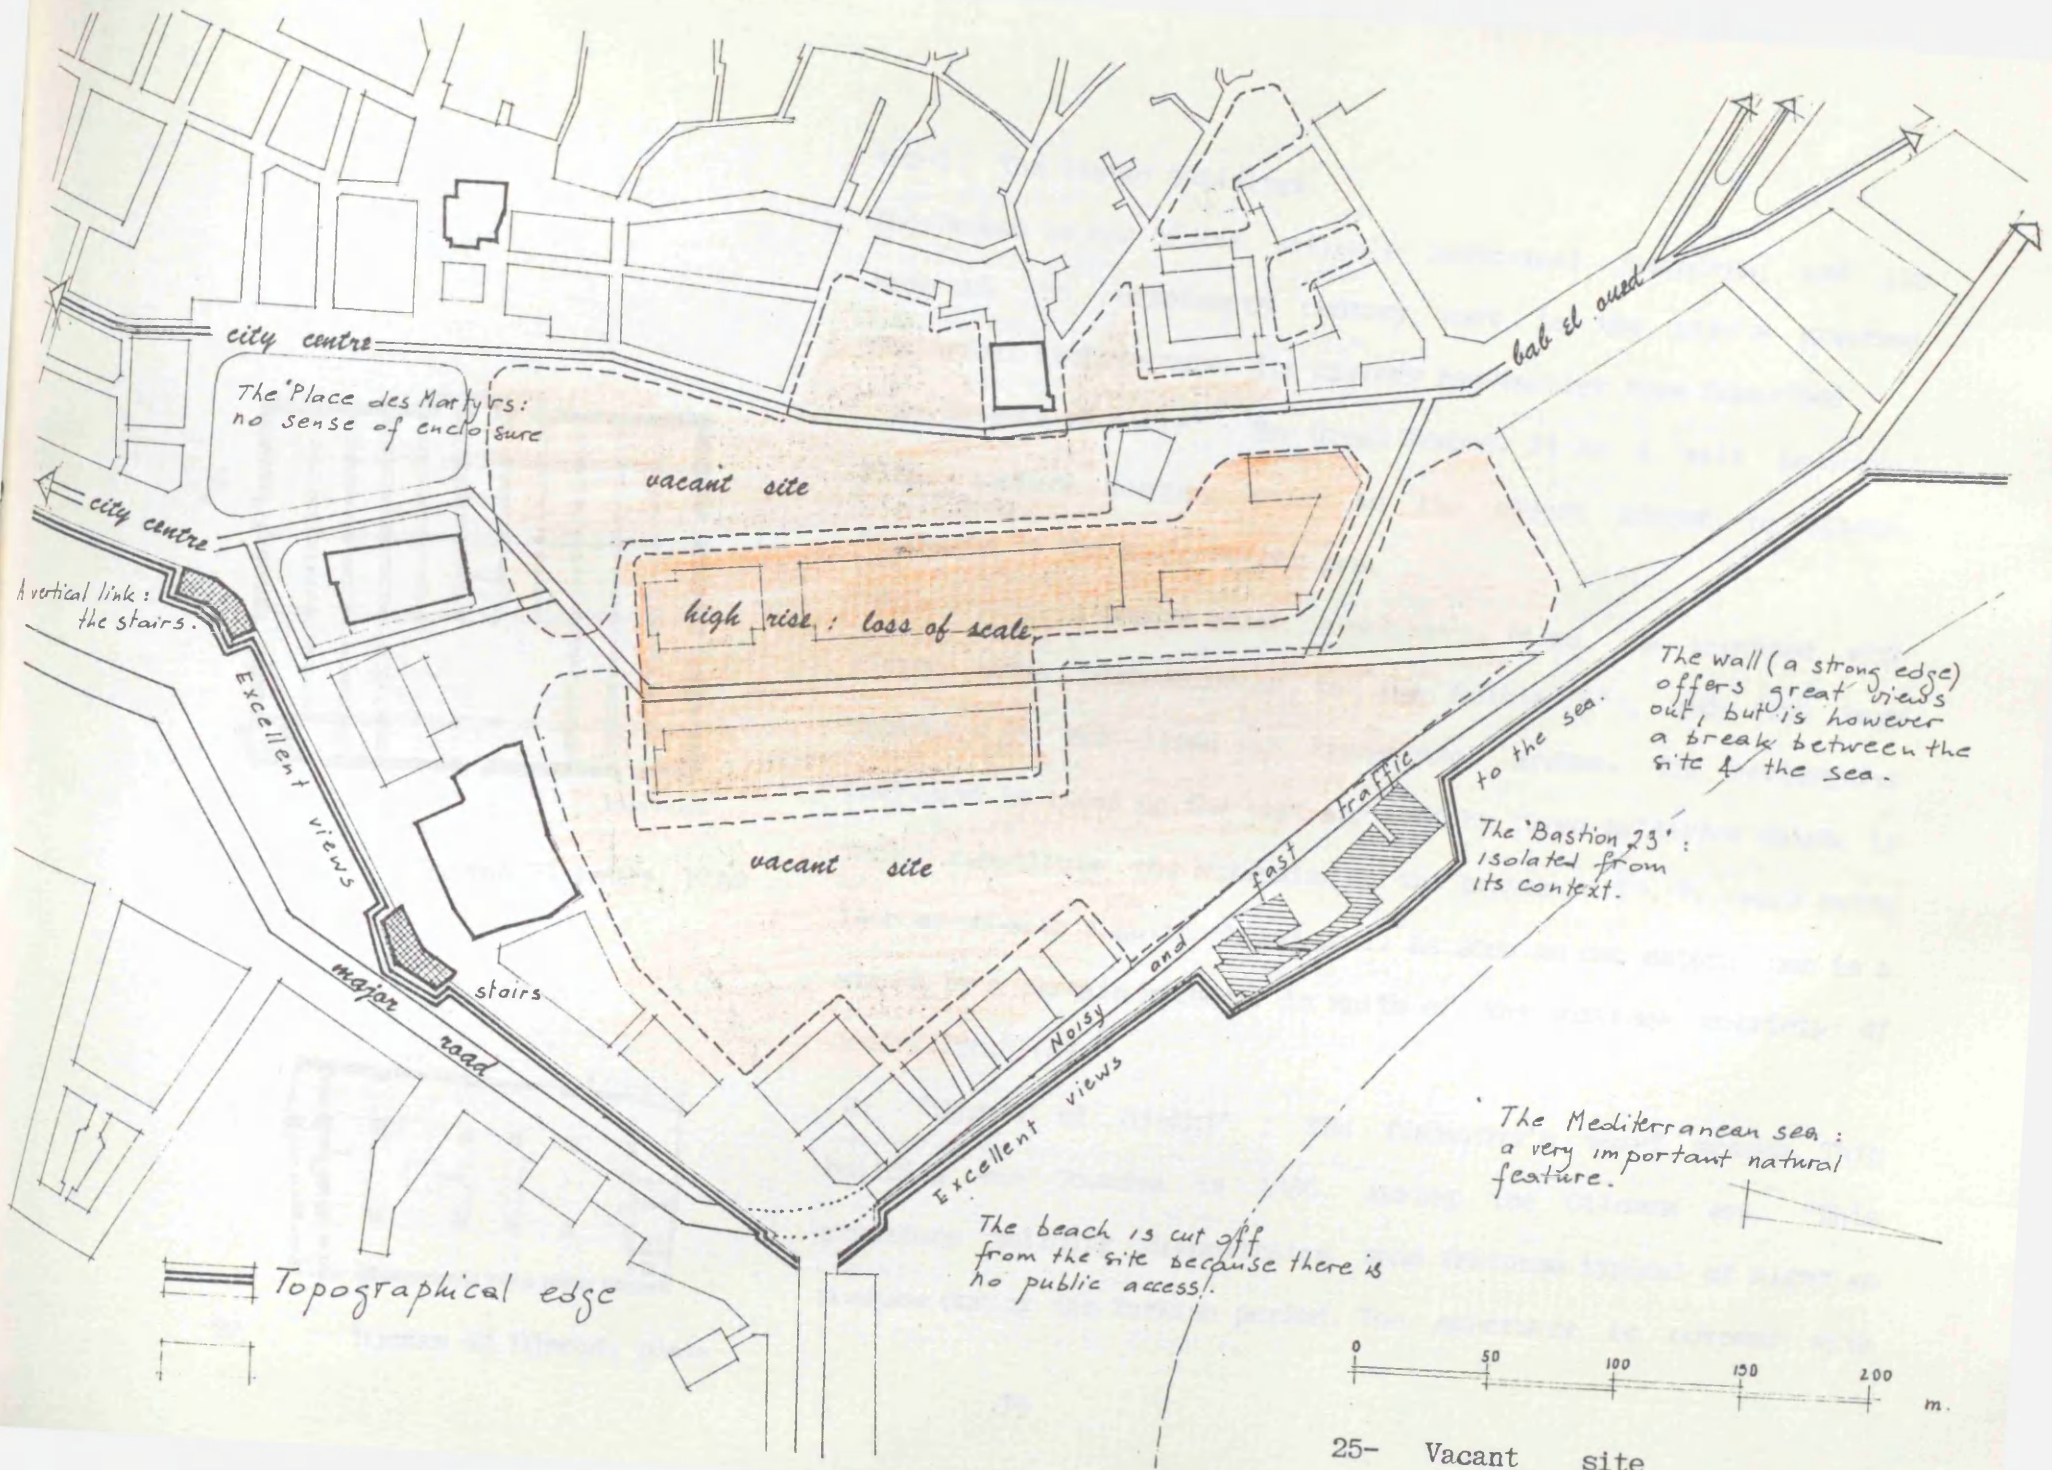 city centre
bab El oued
The "Place des Martyrs:
no sense of enclosure
vacant site
city centre
A vertical link:
the stairs.
high rise: loss of scale
Excellent views
The wall (a strong edge)
offers great views
out, but is however
a break between the
site & the sea.
to the sea.
Noisy and fast traffic
The "Bastion 23":
isolated from
its context.
vacant site
stairs
major road
Excellent views
The Mediterranean sea:
a very important natural
feature.
The beach is cut off
from the site because there is
no public access!.
Topographical edge
0 50 100 150 200 m.
25- Vacant site